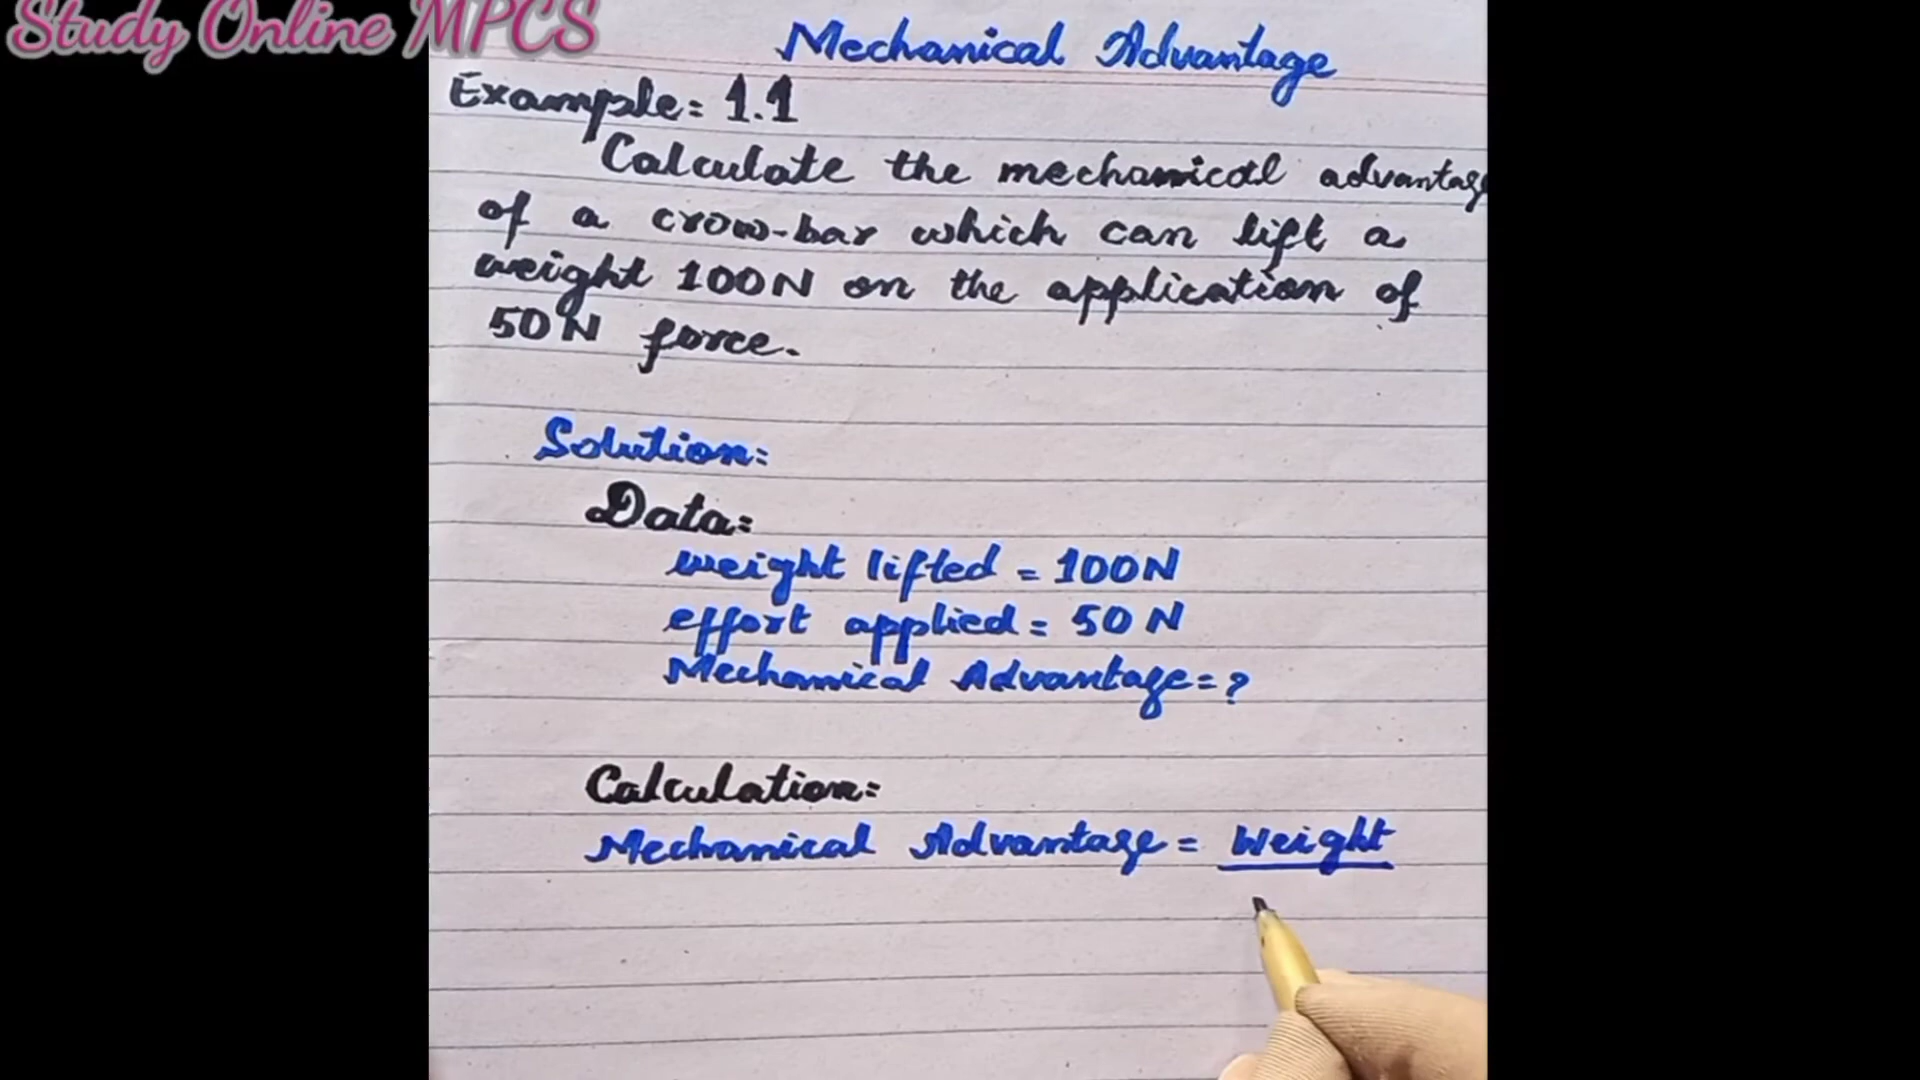 Study Online MPCS
Mechanical Advantage
Example: 1.1
Calculate the mechanical advantage
of a crow-bar which can lift a
weight 100N on the application of
50N force.
Solution:
Data:
weight lifted = 100N
effort applied = 50 N
Mechanical Advantage = ?
Calculation:
Mechanical Advantage = Weight